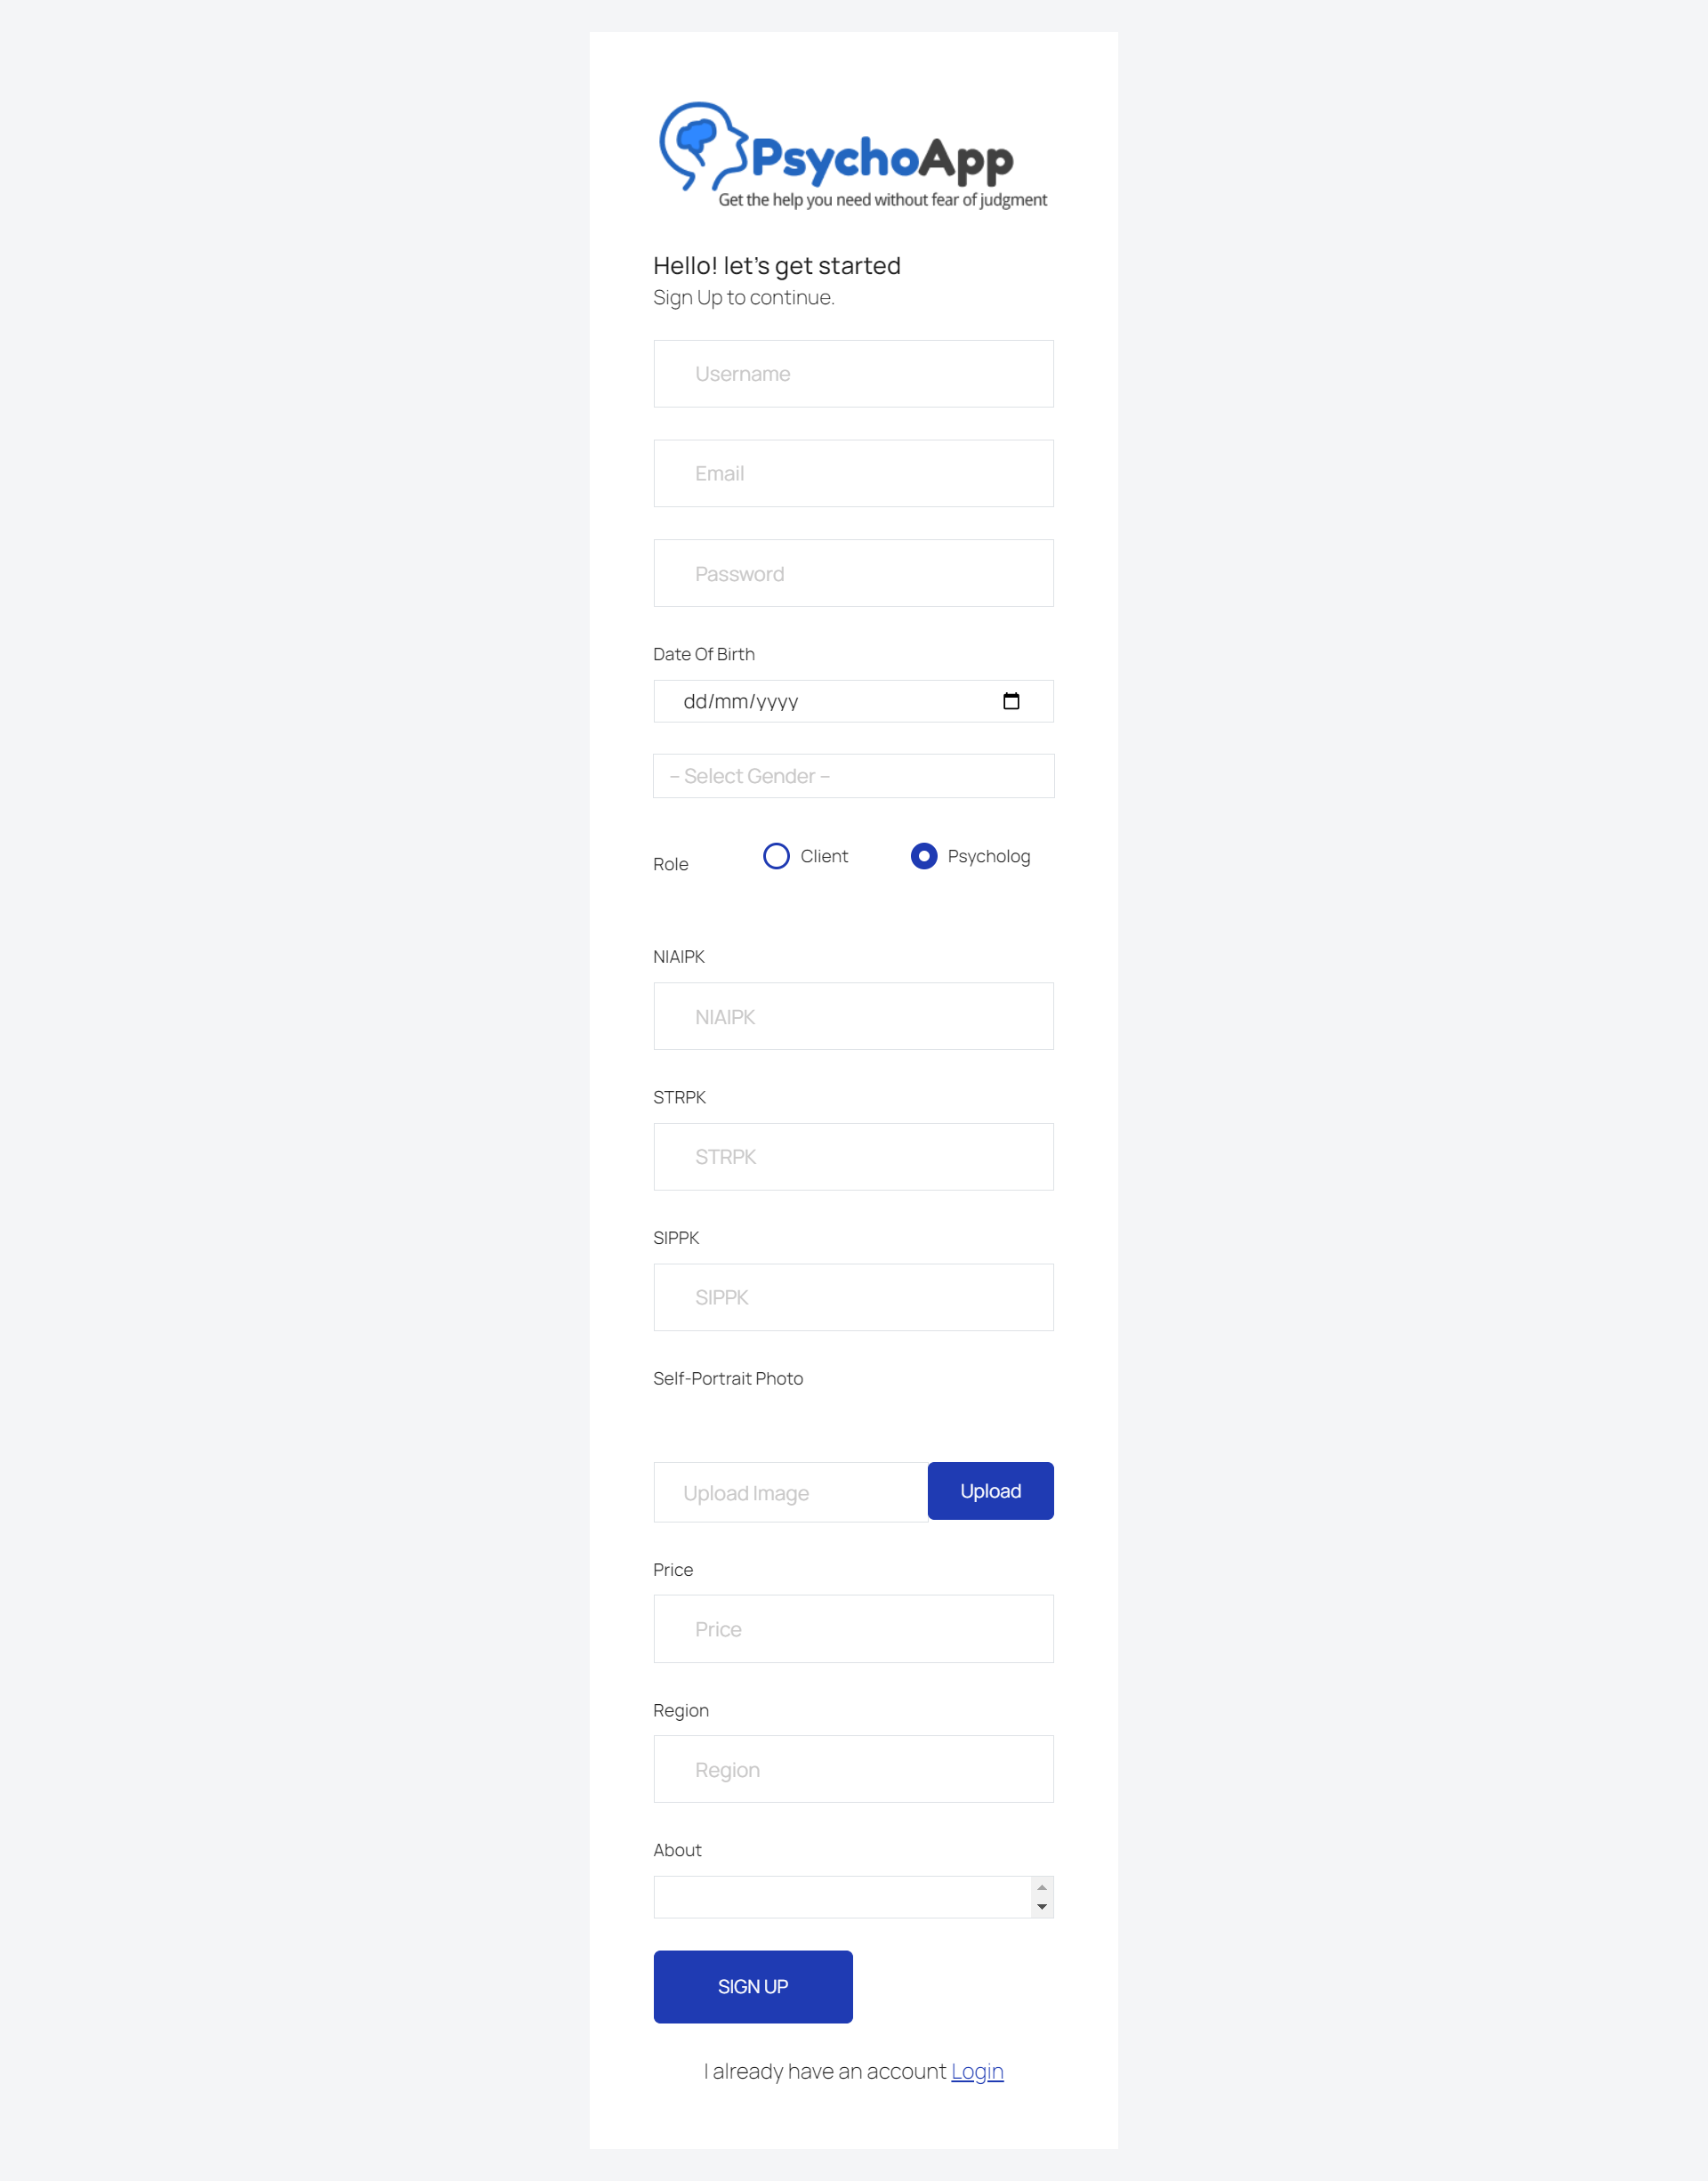 PsychoApp
Get the help you need without fear of judgment
Hello! let's get started
Sign Up to continue.
Username
Email
Password
Date Of Birth
dd/mm/yyyy
– Select Gender –
Role Client Psycholog
NIAIPK
NIAIPK
STRPK
STRPK
SIPPK
SIPPK
Self-Portrait Photo
Upload Image Upload
Price
Price
Region
Region
About
SIGN UP
I already have an account Login